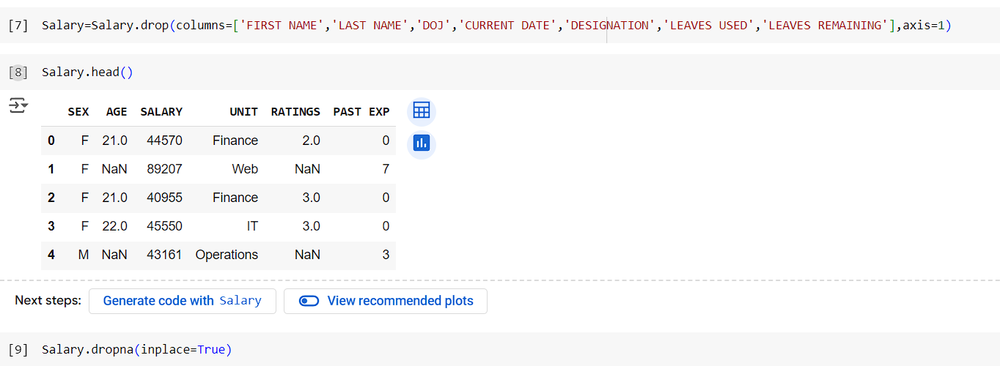 [7] Salary=Salary.drop(columns=['FIRST NAME','LAST NAME','DOJ','CURRENT DATE','DESIGNATION','LEAVES USED','LEAVES REMAINING'],axis=1)
[8] Salary.head()
SEX AGE SALARY UNIT RATINGS PAST EXP
0 F 21.0 44570 Finance 2.0 0
1 F NaN 89207 Web NaN 7
2 F 21.0 40955 Finance 3.0 0
3 F 22.0 45550 IT 3.0 0
4 M NaN 43161 Operations NaN 3
Next steps: Generate code with Salary View recommended plots
[9] Salary.dropna(inplace=True)